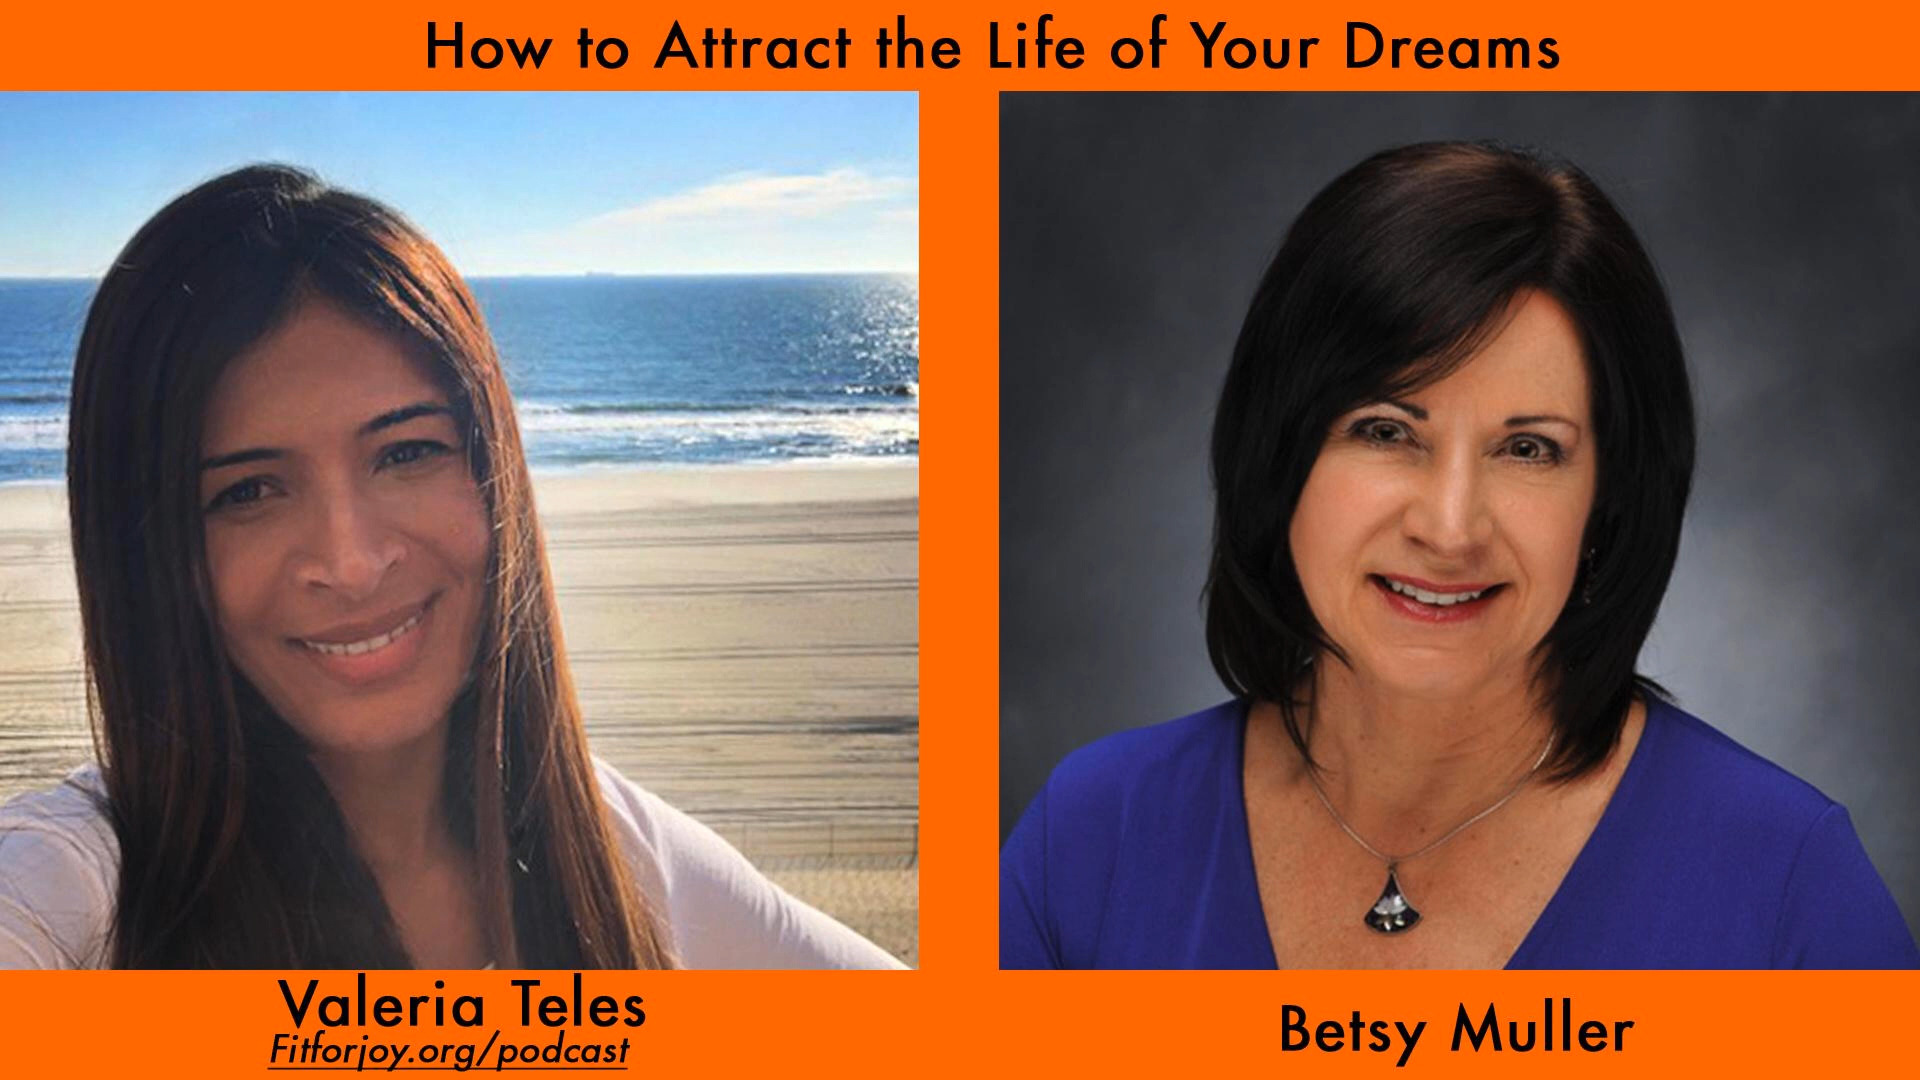 How to Attract the Life of Your Dreams
Valeria Teles
Fitforjoy.org/podcast
Betsy Muller